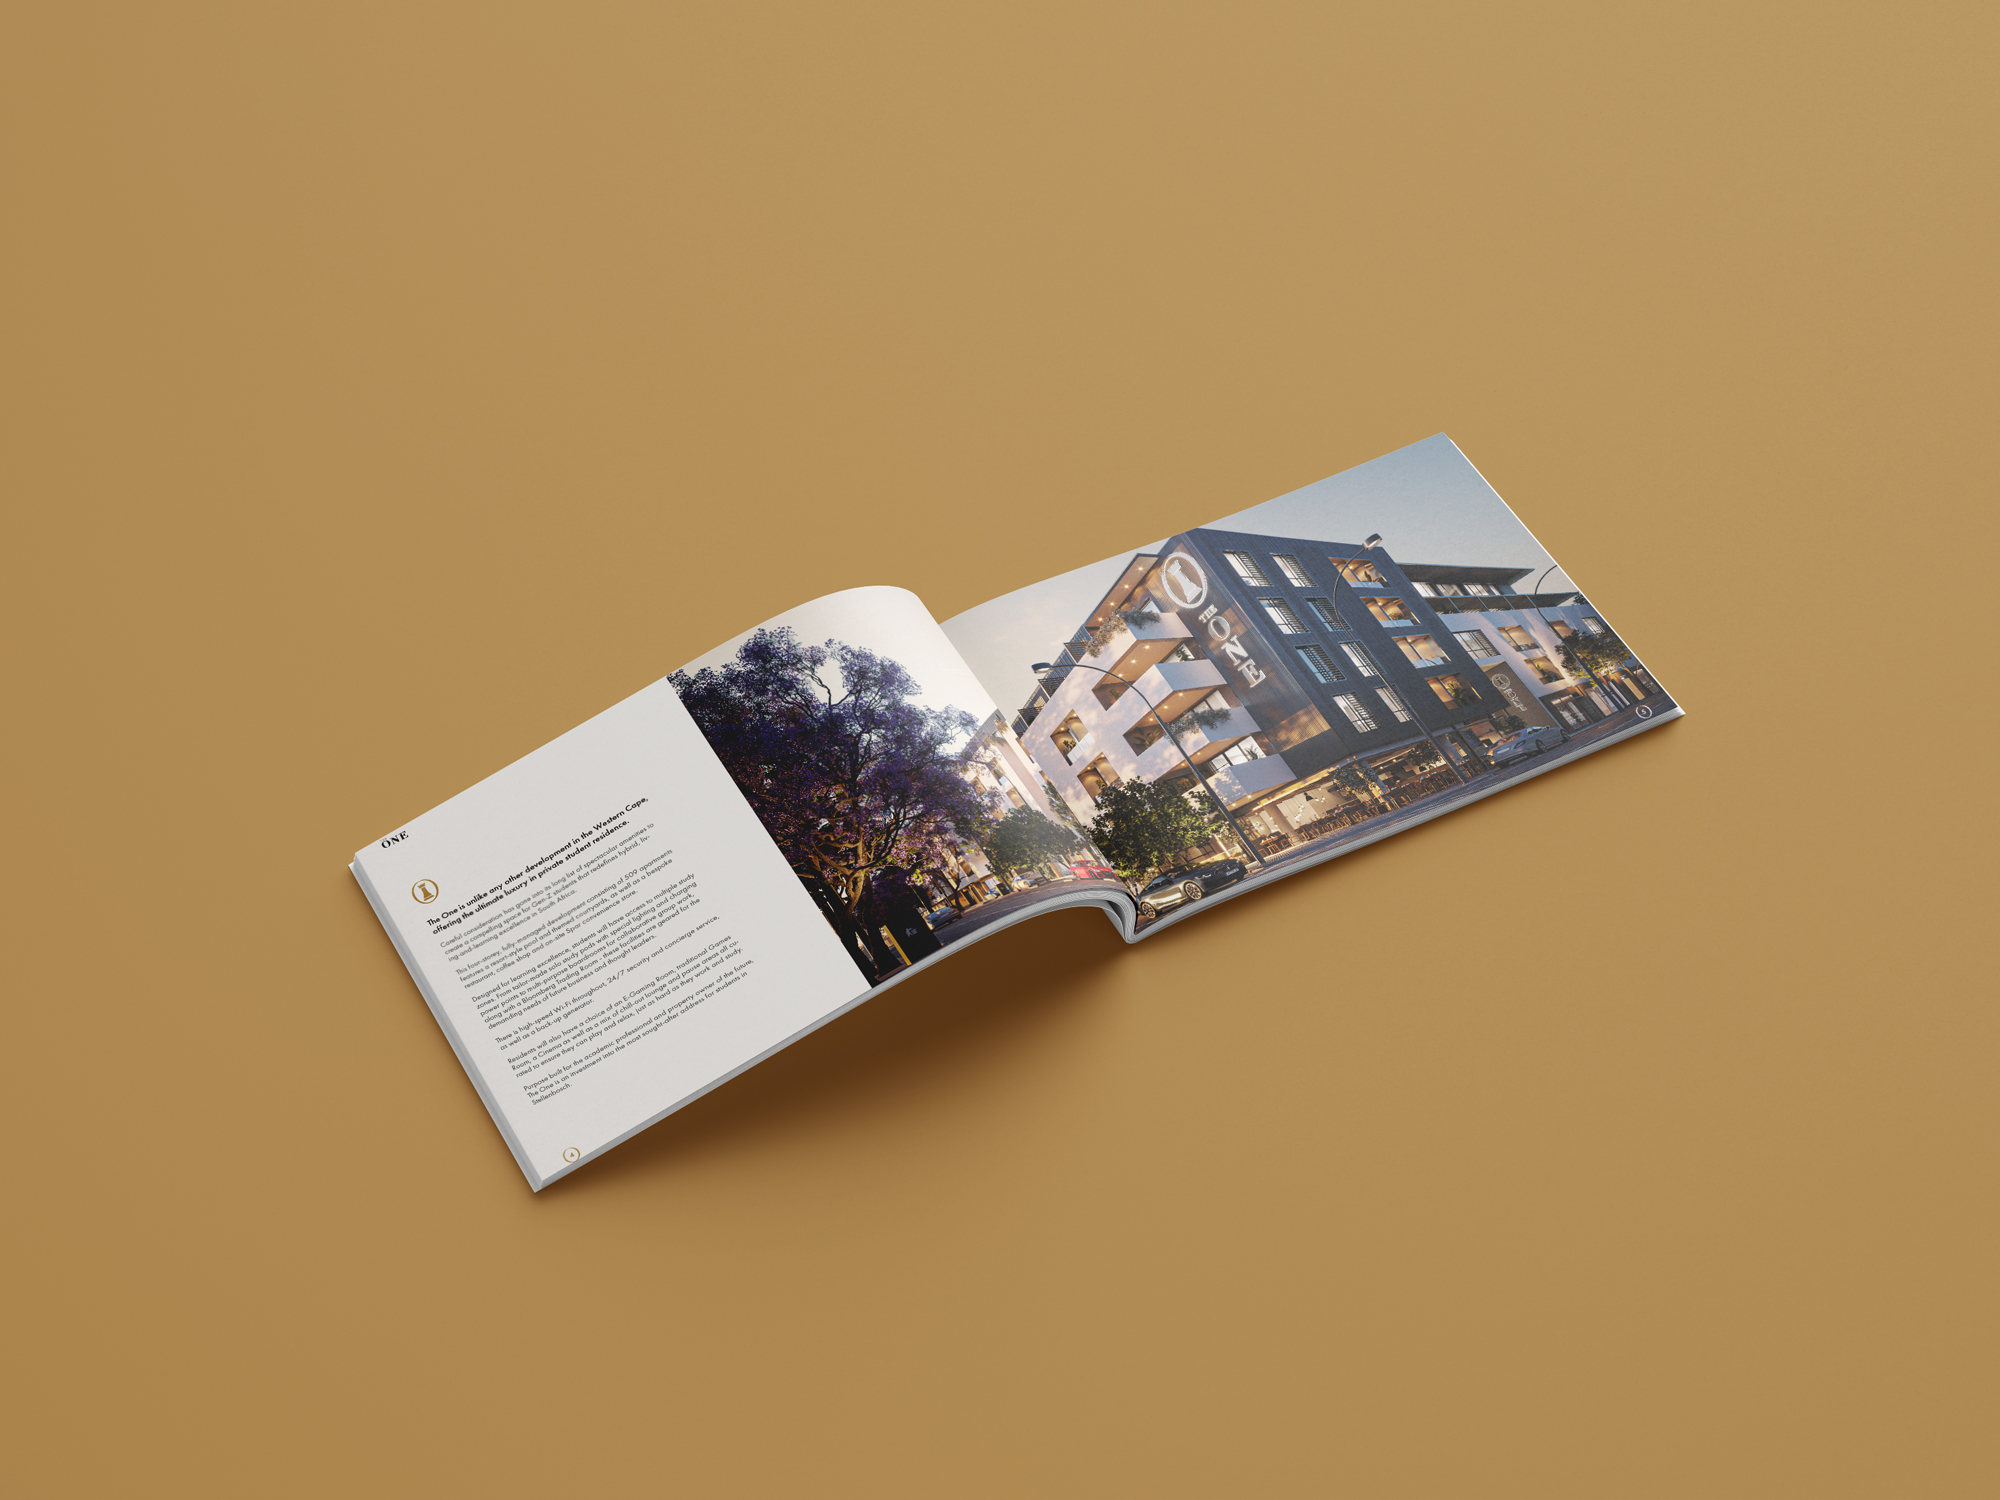 ONE
The One is unlike any other development in the Western Cape,
offering the ultimate luxury in private student residence.
Careful consideration has gone into its long list of spectacular amenities to
create a compelling space for Gen-Z students that redefines hybrid, liv-
ing-and-learning excellence in South Africa.
This four-storey, fully-managed development consisting of 509 apartments
features a resort-style pool and themed courtyards, as well as a bespoke
restaurant, coffee shop and on-site Spar convenience store.
Designed for learning excellence, students will have access to multiple study
zones. From tailor-made solo study pods with special lighting and charging
power points to multi-purpose boardrooms for collaborative group work,
along with a Bloomberg Trading Room - these facilities are geared for the
demanding needs of future business and thought leaders.
There is high-speed Wi-Fi throughout, 24/7 security and concierge service,
as well as a back-up generator.
Residents will also have a choice of an E-Gaming Room, traditional Games
Room, a Cinema as well as a mix of chill-out lounge and pause areas all cu-
rated to ensure they can play and relax, just as hard as they work and study.
Purpose built for the academic professional and property owner of the future,
The One is an investment into the most sought-after address for students in
Stellenbosch.
4
THE
ONE
5